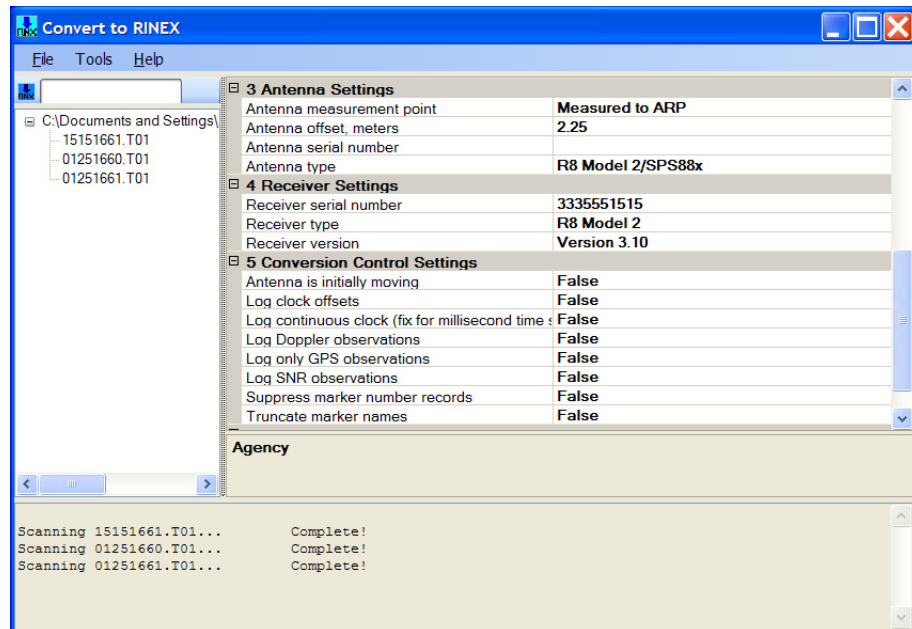 Convert to RINEX
File Tools Help
C:\Documents and Settings\
15151661.T01
01251660.T01
01251661.T01
3 Antenna Settings
Antenna measurement point Measured to ARP
Antenna offset, meters 2.25
Antenna serial number
Antenna type R8 Model 2/SPS88x
4 Receiver Settings
Receiver serial number 3335551515
Receiver type R8 Model 2
Receiver version Version 3.10
5 Conversion Control Settings
Antenna is initially moving False
Log clock offsets False
Log continuous clock (fix for millisecond time s False
Log Doppler observations False
Log only GPS observations False
Log SNR observations False
Suppress marker number records False
Truncate marker names False
Agency
Scanning 15151661.T01... Complete!
Scanning 01251660.T01... Complete!
Scanning 01251661.T01... Complete!